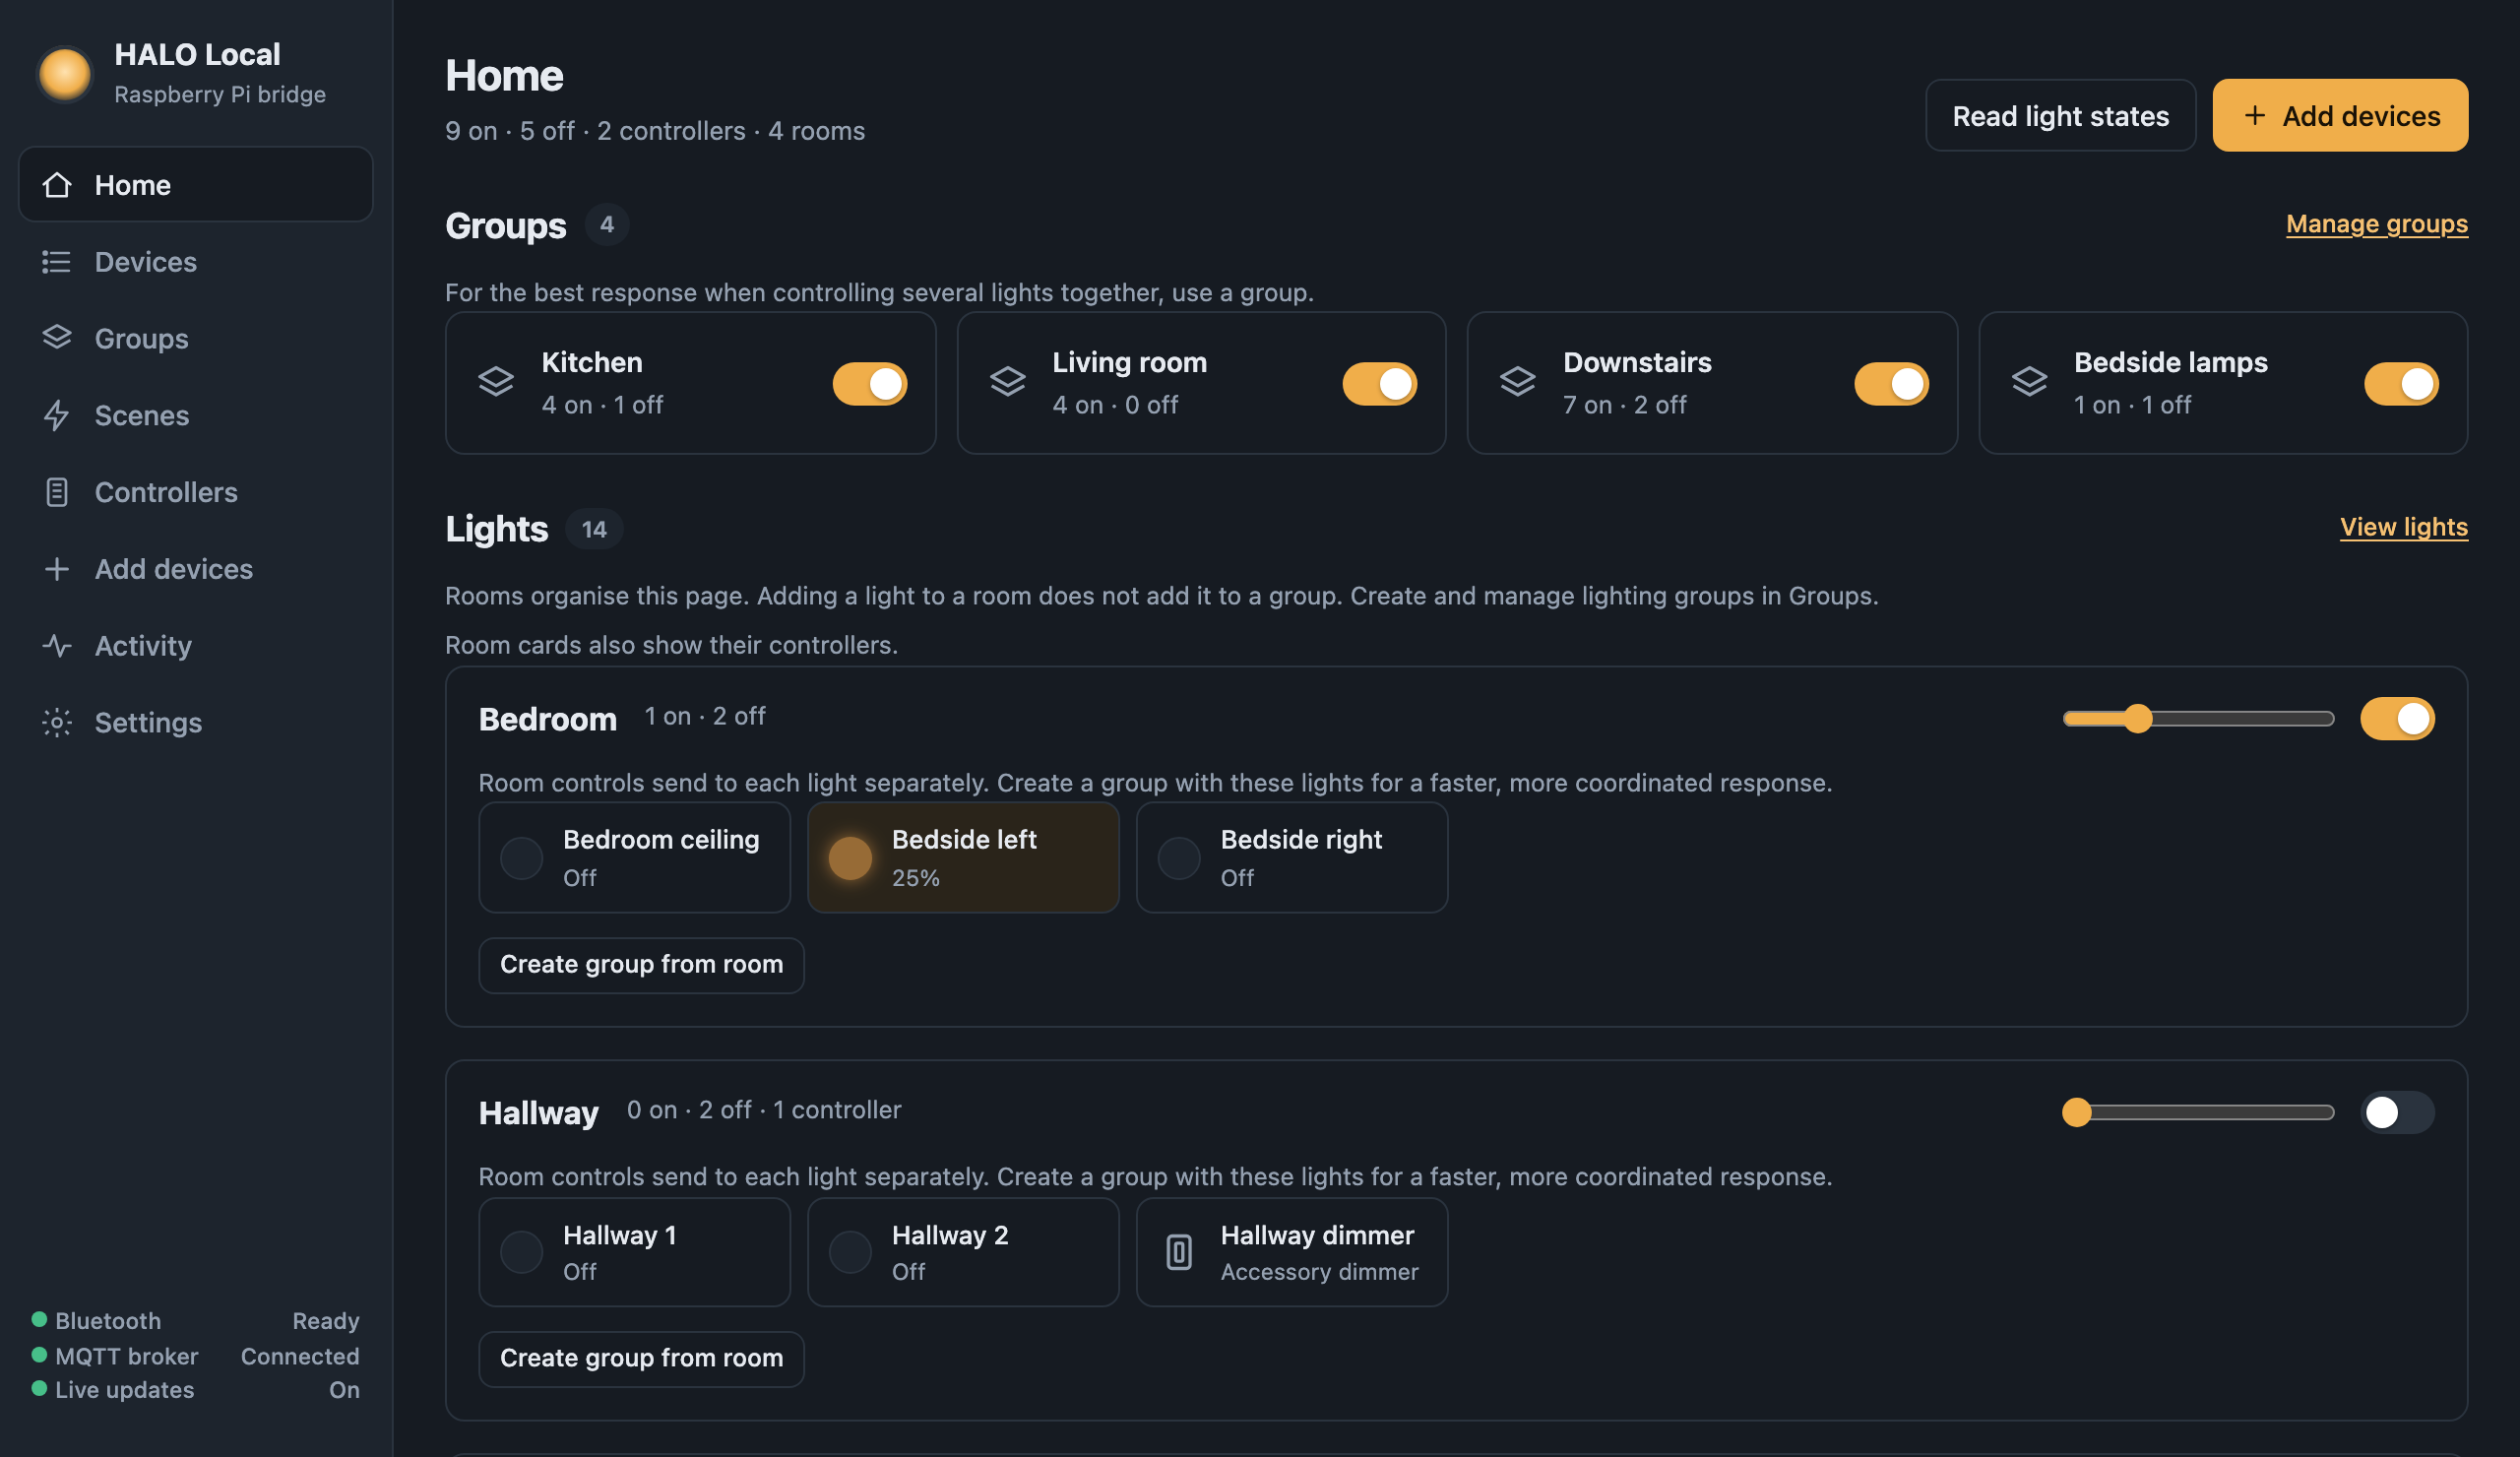 HALO Local
Raspberry Pi bridge
Home
Devices
Groups
Scenes
Controllers
Add devices
Activity
Settings
Bluetooth Ready
MQTT broker Connected
Live updates On
Home
9 on · 5 off · 2 controllers · 4 rooms
Read light states
+ Add devices
Groups 4
Manage groups
For the best response when controlling several lights together, use a group.
Kitchen
4 on · 1 off
Living room
4 on · 0 off
Downstairs
7 on · 2 off
Bedside lamps
1 on · 1 off
Lights 14
View lights
Rooms organise this page. Adding a light to a room does not add it to a group. Create and manage lighting groups in Groups.
Room cards also show their controllers.
Bedroom 1 on · 2 off
Room controls send to each light separately. Create a group with these lights for a faster, more coordinated response.
Bedroom ceiling
Off
Bedside left
25%
Bedside right
Off
Create group from room
Hallway 0 on · 2 off · 1 controller
Room controls send to each light separately. Create a group with these lights for a faster, more coordinated response.
Hallway 1
Off
Hallway 2
Off
Hallway dimmer
Accessory dimmer
Create group from room